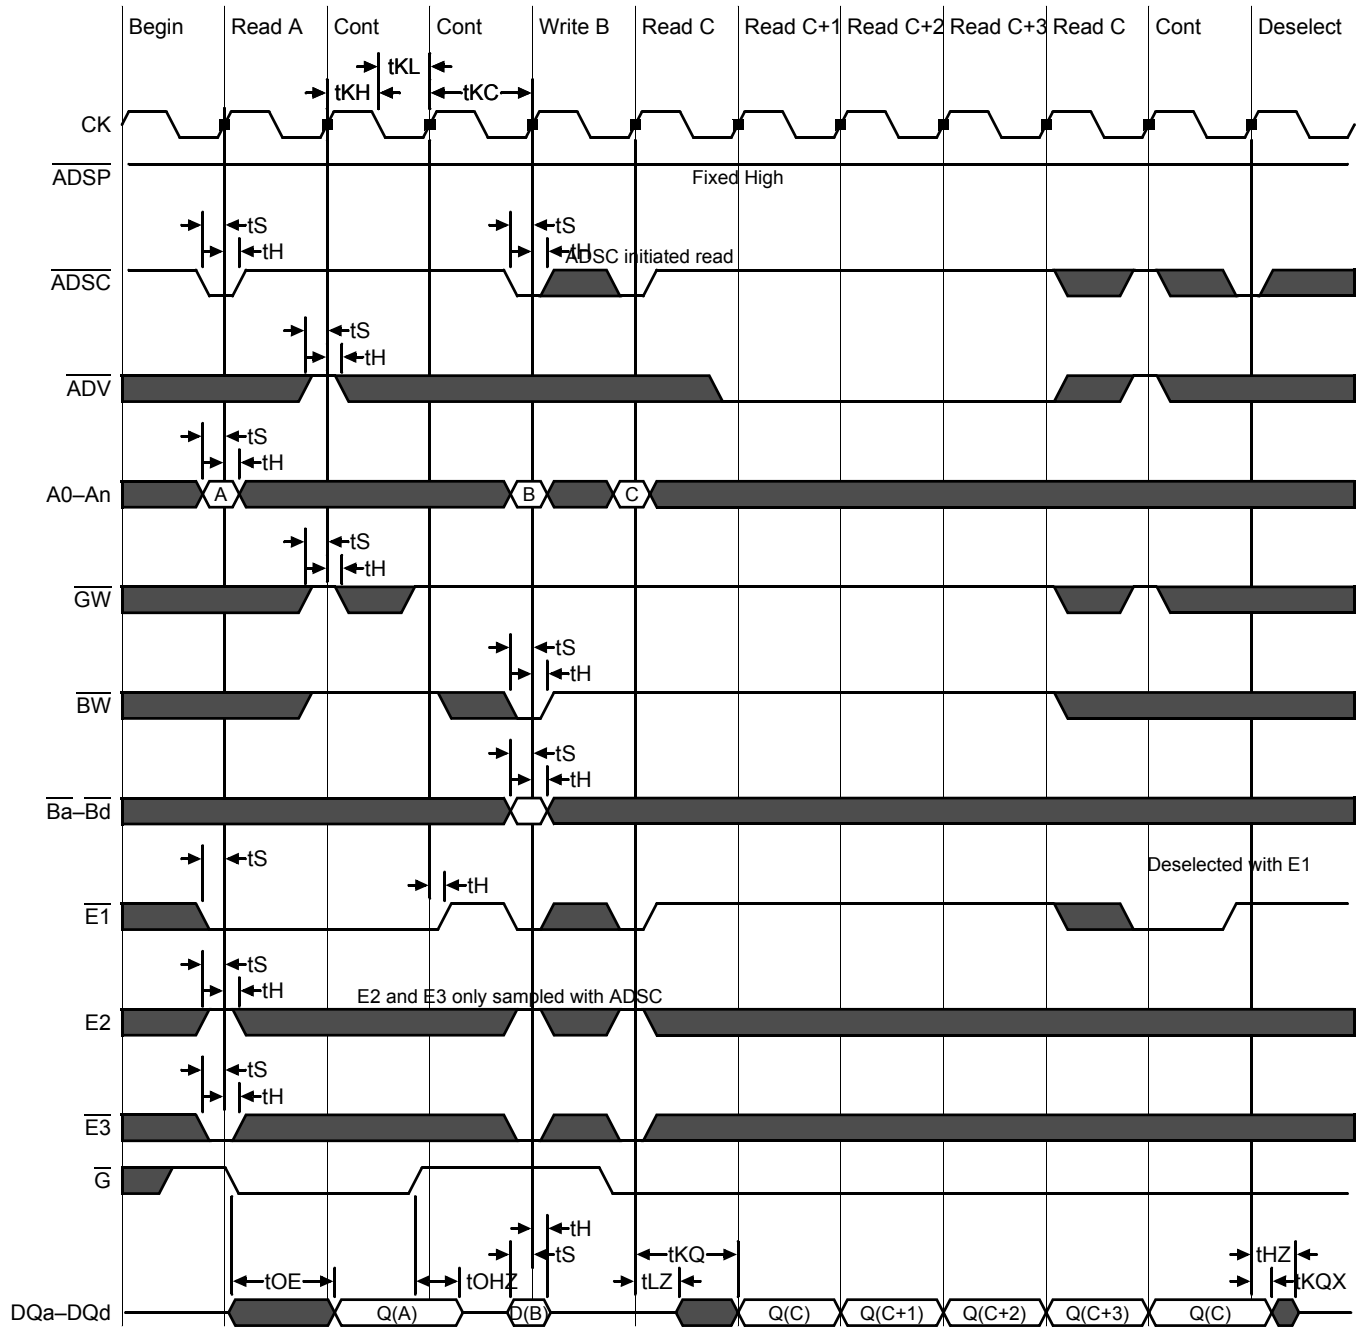 Begin Read A Cont Cont Write B Read C Read C+1 Read C+2 Read C+3 Read C Cont Deselect
tKL
tKH tKC
CK
ADSP
Fixed High
tS tS
tH tH
ADSC initiated read
ADSC
tS
tH
ADV
tS
tH
A0–An A B C
tS
tH
GW
tS
tH
BW
tS
tH
Ba–Bd
tS Deselected with E1
tH
E1
tS
tH
E2 and E3 only sampled with ADSC
E2
tS
tH
E3
G
tH
tS tKQ tHZ
tOE tOHZ tLZ tKQX
DQa–DQd Q(A) D(B) Q(C) Q(C+1) Q(C+2) Q(C+3) Q(C)